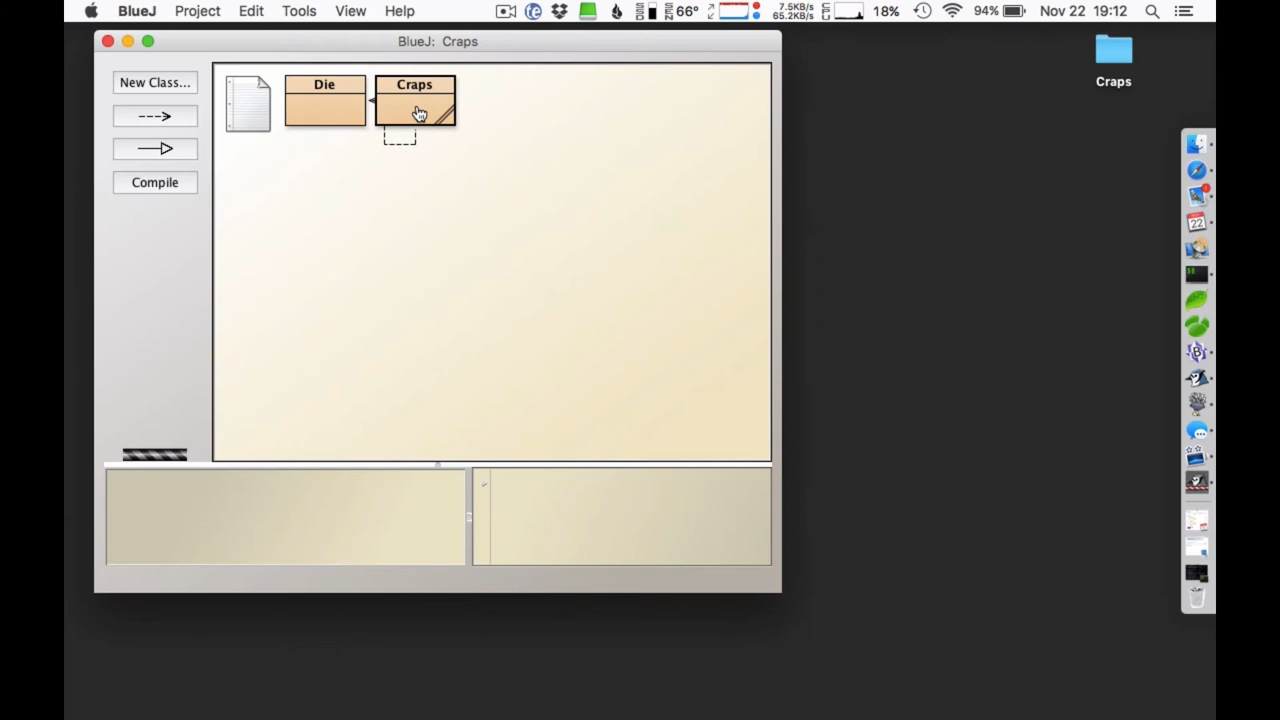 BlueJ Project Edit Tools View Help 66° 7.5KB/s 65.2KB/s 18% 94% Nov 22 19:12
BlueJ: Craps
New Class...
Compile
Die
Craps
Craps
22